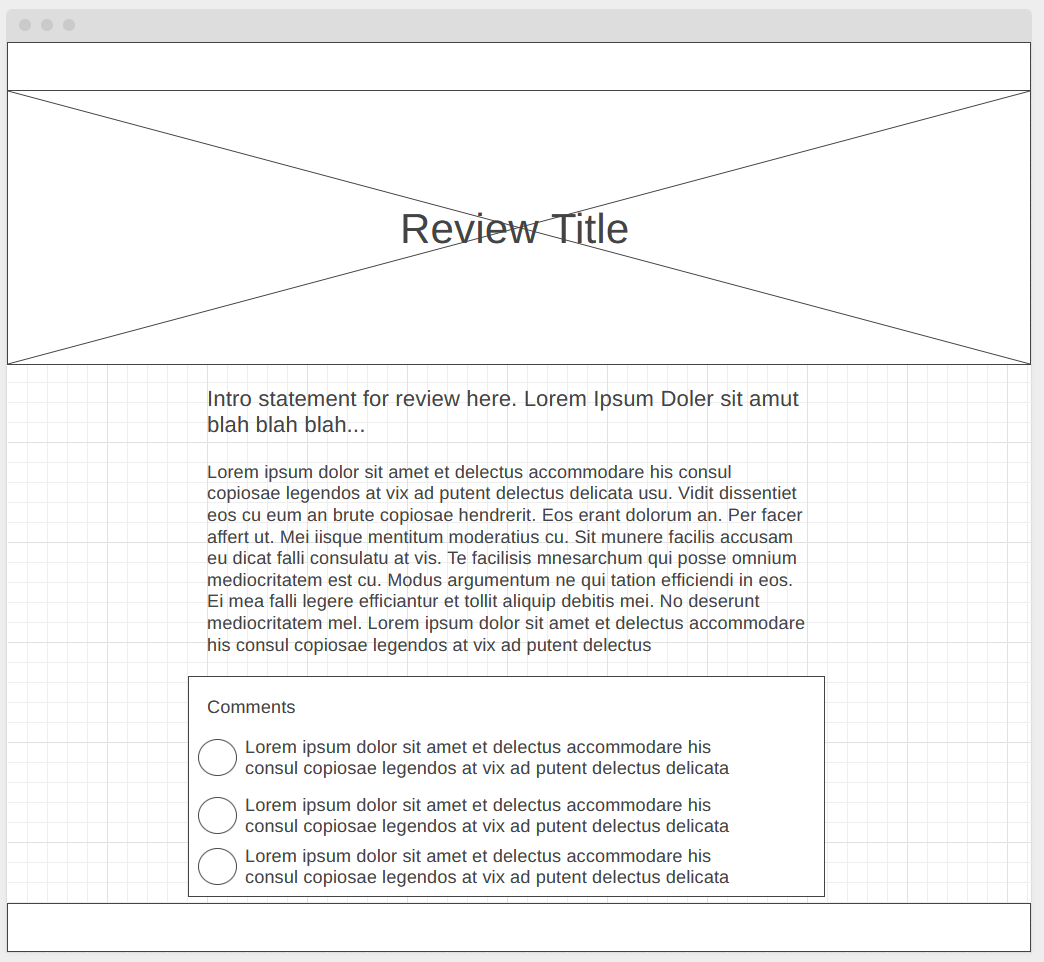 Review Title
Intro statement for review here. Lorem Ipsum Doler sit amut
blah blah blah...
Lorem ipsum dolor sit amet et delectus accommodare his consul
copiosae legendos at vix ad putent delectus delicata usu. Vidit dissentiet
eos cu eum an brute copiosae hendrerit. Eos erant dolorum an. Per facer
affert ut. Mei iisque mentitum moderatius cu. Sit munere facilis accusam
eu dicat falli consulatu at vis. Te facilisis mnesarchum qui posse omnium
mediocritatem est cu. Modus argumentum ne qui tation efficiendi in eos.
Ei mea falli legere efficiantur et tollit aliquip debitis mei. No deserunt
mediocritatem mel. Lorem ipsum dolor sit amet et delectus accommodare
his consul copiosae legendos at vix ad putent delectus
Comments
Lorem ipsum dolor sit amet et delectus accommodare his
consul copiosae legendos at vix ad putent delectus delicata
Lorem ipsum dolor sit amet et delectus accommodare his
consul copiosae legendos at vix ad putent delectus delicata
Lorem ipsum dolor sit amet et delectus accommodare his
consul copiosae legendos at vix ad putent delectus delicata